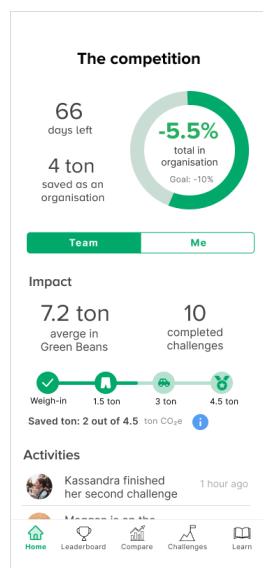 The competition
66
days left
4 ton
saved as an
organisation
-5.5%
total in
organisation
Goal: -10%
Team
Me
Impact
7.2 ton
averge in
Green Beans
10
completed
challenges
Weigh-in
1.5 ton
3 ton
4.5 ton
Saved ton: 2 out of 4.5 ton CO₂e
i
Activities
Kassandra finished
her second challenge
1 hour ago
is on the
Home
Leaderboard
Compare
Challenges
Learn